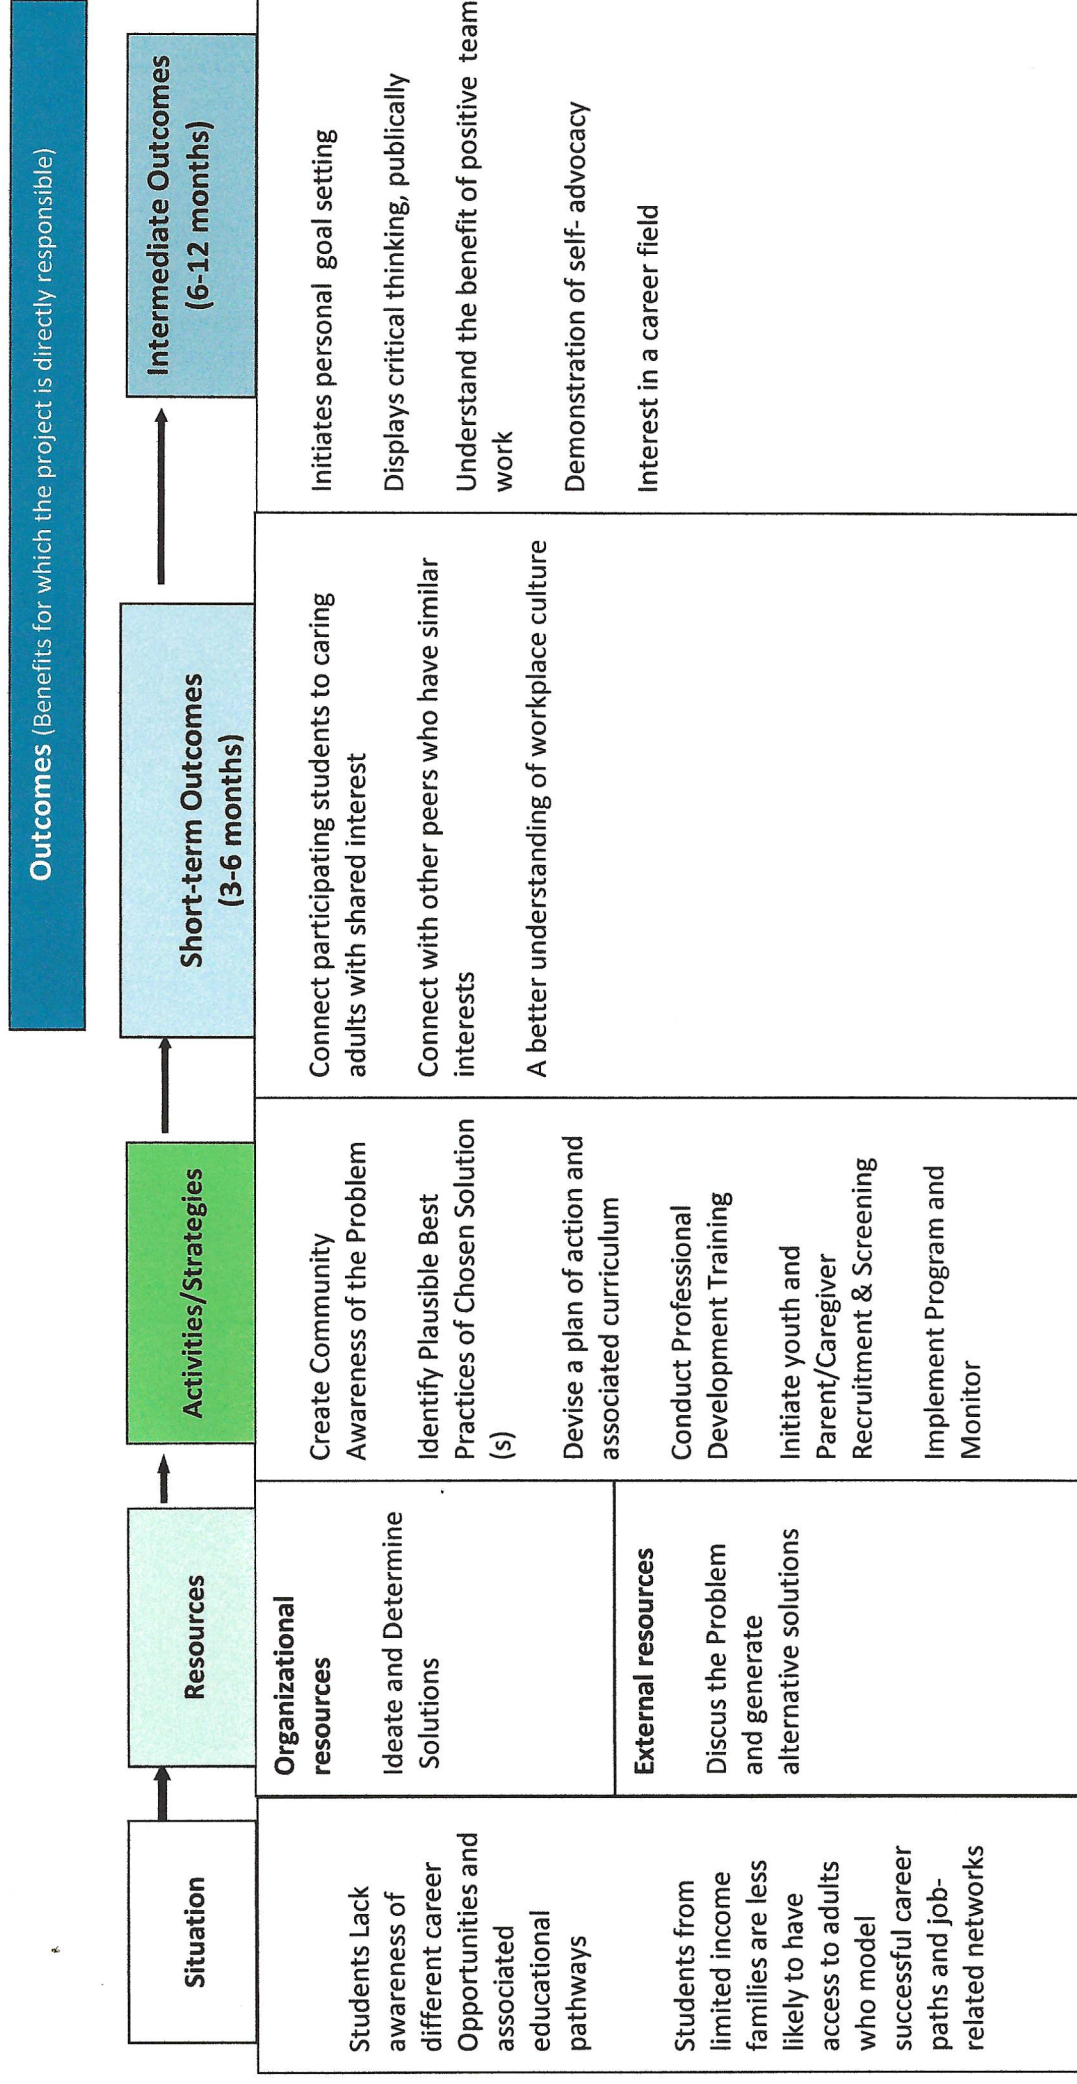 Outcomes (Benefits for which the project is directly responsible)
Situation
Resources
Activities/Strategies
Short-term Outcomes
(3-6 months)
Intermediate Outcomes
(6-12 months)
Students Lack
awareness of
different career
Opportunities and
associated
educational
pathways
Students from
limited income
families are less
likely to have
access to adults
who model
successful career
paths and job-
related networks
Organizational
resources
Ideate and Determine
Solutions
External resources
Discus the Problem
and generate
alternative solutions
Create Community
Awareness of the Problem
Identify Plausible Best
Practices of Chosen Solution
(s)
Devise a plan of action and
associated curriculum
Conduct Professional
Development Training
Initiate youth and
Parent/Caregiver
Recruitment & Screening
Implement Program and
Monitor
Connect participating students to caring
adults with shared interest
Connect with other peers who have similar
interests
A better understanding of workplace culture
Initiates personal goal setting
Displays critical thinking, publically
Understand the benefit of positive team
work
Demonstration of self- advocacy
Interest in a career field